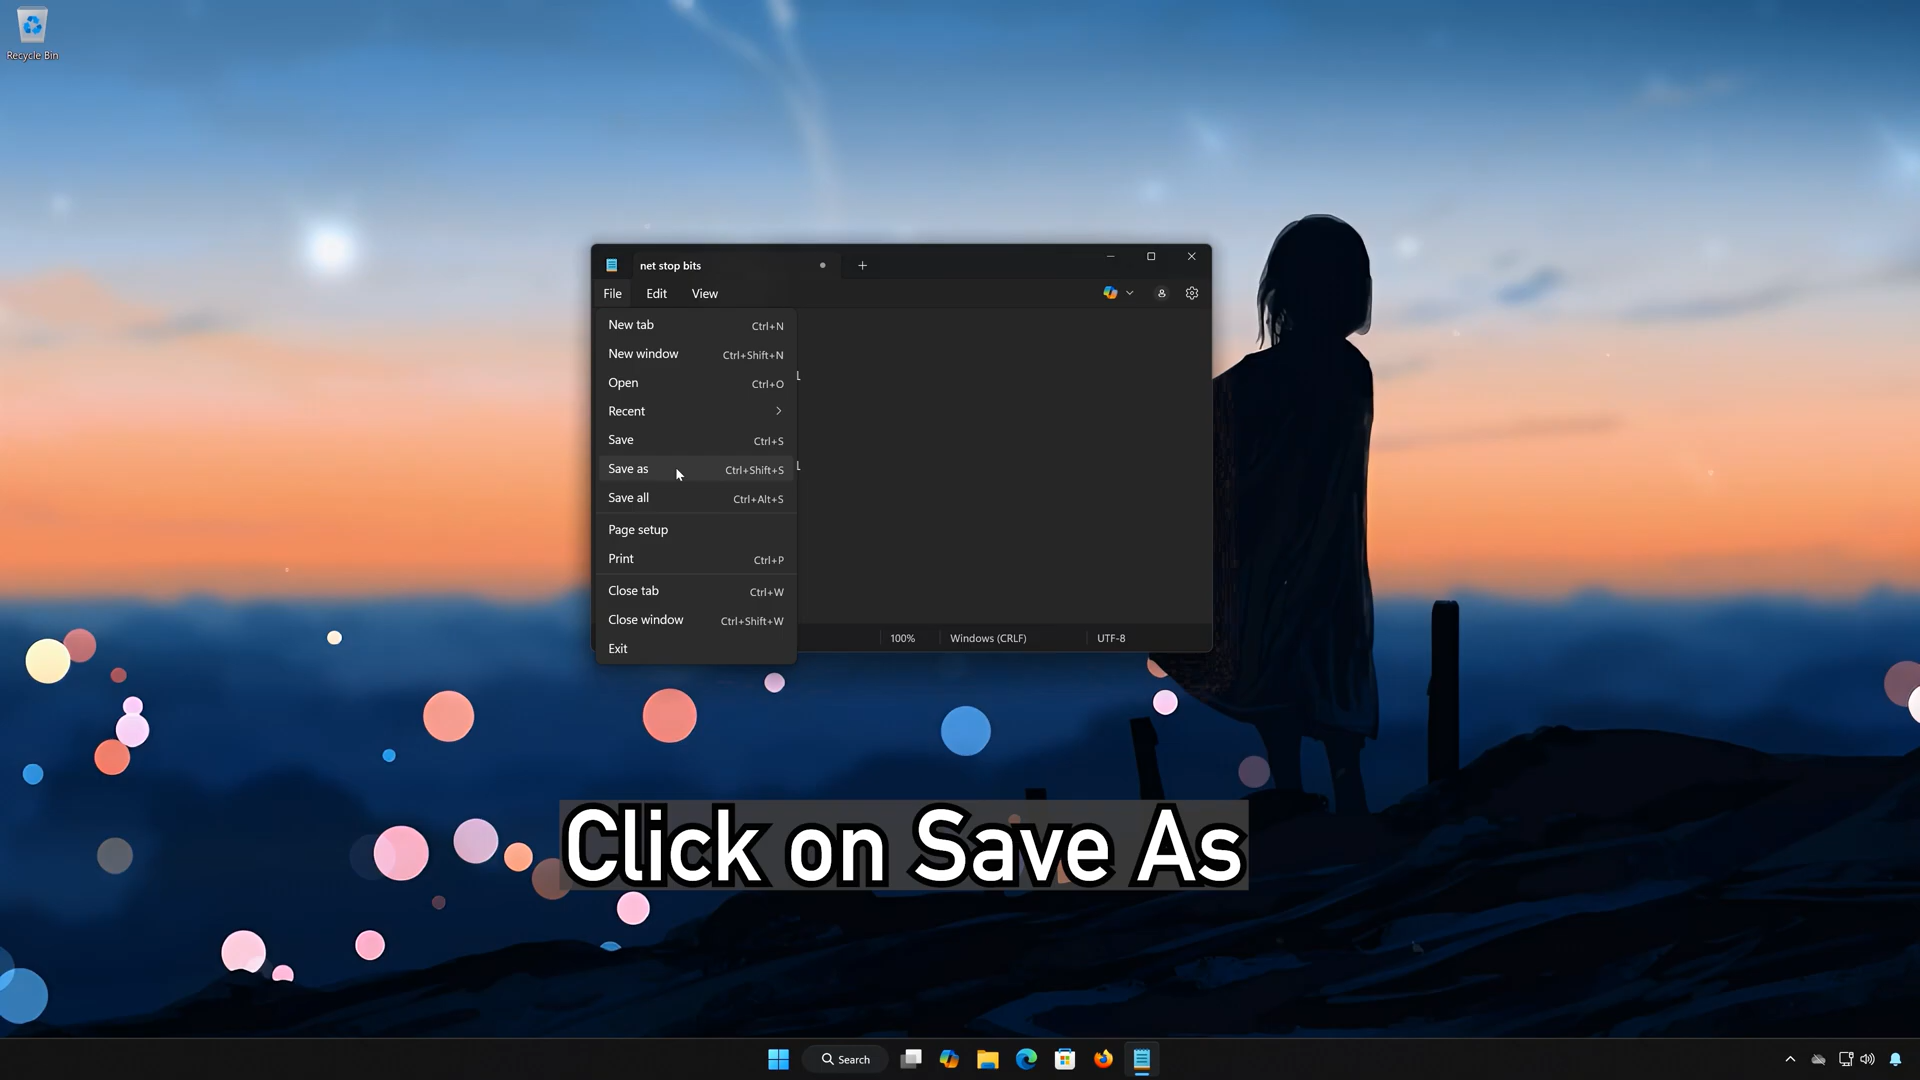 Recycle Bin
net stop bits
File Edit View
New tab Ctrl+N
New window Ctrl+Shift+N
Open Ctrl+O
Recent
Save Ctrl+S
Save as Ctrl+Shift+S
Save all Ctrl+Alt+S
Page setup
Print Ctrl+P
Close tab Ctrl+W
Close window Ctrl+Shift+W
Exit
100% Windows (CRLF) UTF-8
Click on Save As
Search